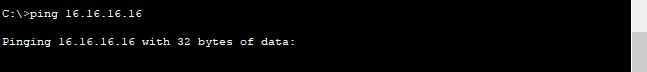 C:\>ping 16.16.16.16
Pinging 16.16.16.16 with 32 bytes of data: